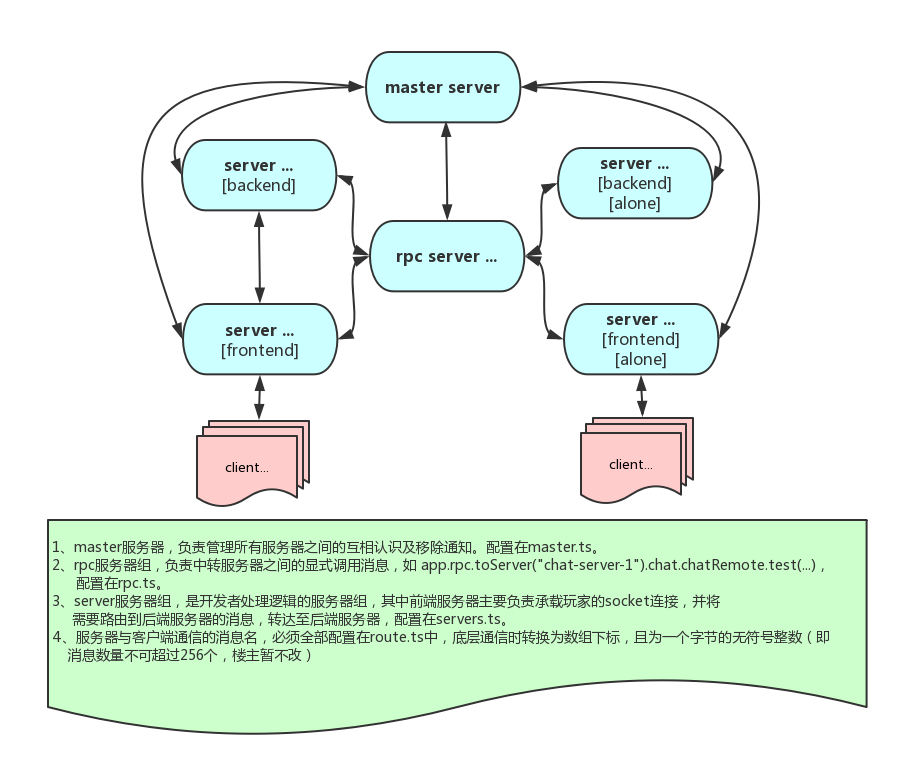 master server
server ...
[backend]
server ...
[backend]
[alone]
rpc server ...
server ...
[frontend]
server ...
[frontend]
[alone]
client...
client...
1、master服务器，负责管理所有服务器之间的互相认识及移除通知。配置在master.ts。
2、rpc服务器组，负责中转服务器之间的显式调用消息，如 app.rpc.toServer("chat-server-1").chat.chatRemote.test(...)，
配置在rpc.ts。
3、server服务器组，是开发者处理逻辑的服务器组，其中前端服务器主要负责承载玩家的socket连接，并将
需要路由到后端服务器的消息，转达至后端服务器，配置在servers.ts。
4、服务器与客户端通信的消息名，必须全部配置在route.ts中，底层通信时转换为数组下标，且为一个字节的无符号整数（即
消息数量不可超过256个，楼主暂不改）